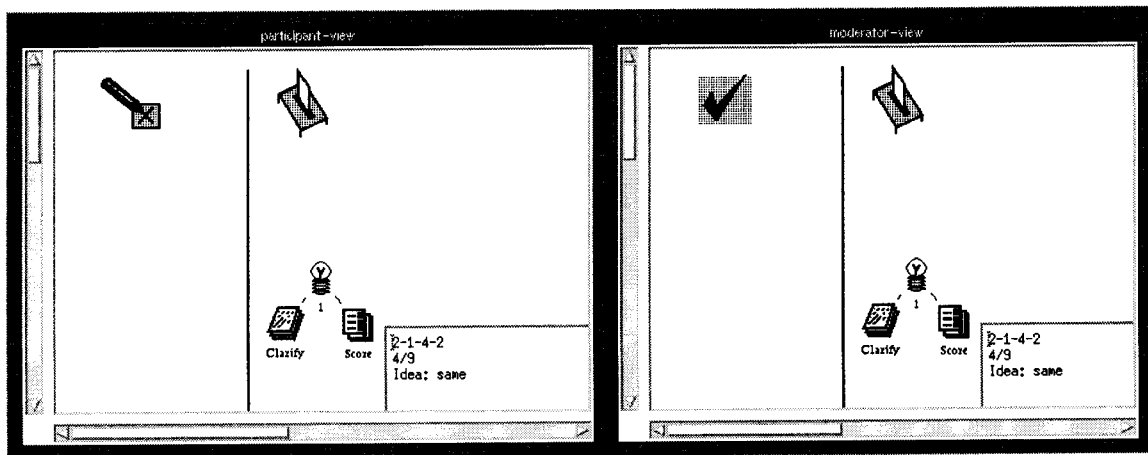 participant-view
1
Clarify
Score
2-1-4-2
4/9
Idea: same
moderator-view
1
Clarify
Score
2-1-4-2
4/9
Idea: same